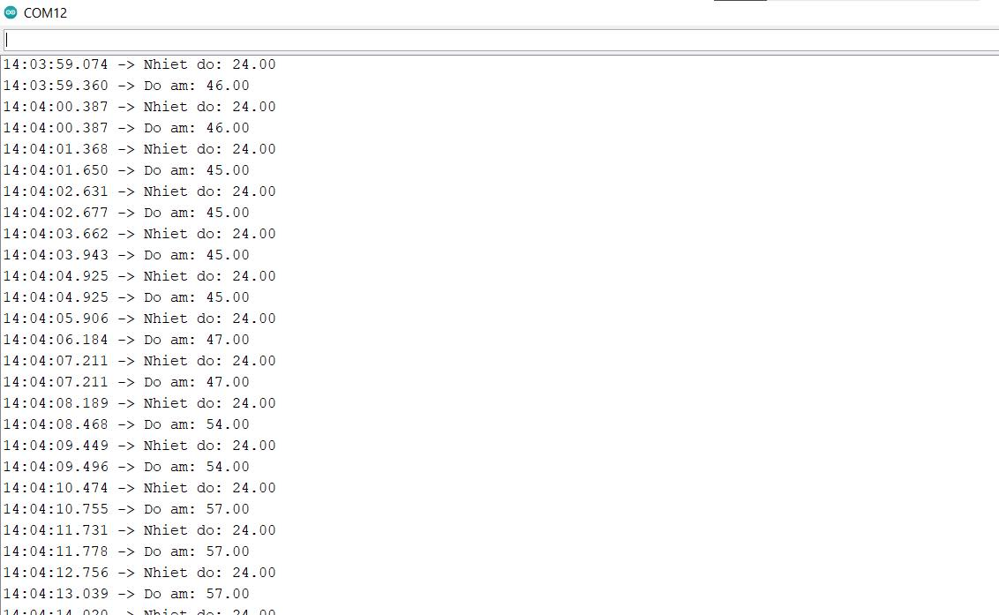 COM12
14:03:59.074 -> Nhiet do: 24.00
14:03:59.360 -> Do am: 46.00
14:04:00.387 -> Nhiet do: 24.00
14:04:00.387 -> Do am: 46.00
14:04:01.368 -> Nhiet do: 24.00
14:04:01.650 -> Do am: 45.00
14:04:02.631 -> Nhiet do: 24.00
14:04:02.677 -> Do am: 45.00
14:04:03.662 -> Nhiet do: 24.00
14:04:03.943 -> Do am: 45.00
14:04:04.925 -> Nhiet do: 24.00
14:04:04.925 -> Do am: 45.00
14:04:05.906 -> Nhiet do: 24.00
14:04:06.184 -> Do am: 47.00
14:04:07.211 -> Nhiet do: 24.00
14:04:07.211 -> Do am: 47.00
14:04:08.189 -> Nhiet do: 24.00
14:04:08.468 -> Do am: 54.00
14:04:09.449 -> Nhiet do: 24.00
14:04:09.496 -> Do am: 54.00
14:04:10.474 -> Nhiet do: 24.00
14:04:10.755 -> Do am: 57.00
14:04:11.731 -> Nhiet do: 24.00
14:04:11.778 -> Do am: 57.00
14:04:12.756 -> Nhiet do: 24.00
14:04:13.039 -> Do am: 57.00
14:04:14.020 -> Nhiet do: 24.00